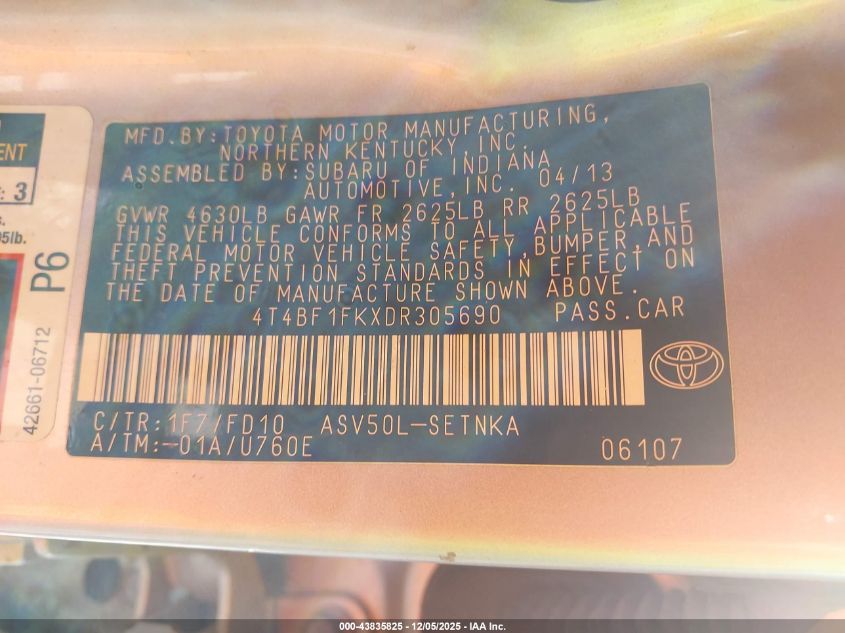 MFD.BY:TOYOTA MOTOR MANUFACTURING,
NORTHERN KENTUCKY, INC.
ASSEMBLED BY:SUBARU OF INDIANA
AUTOMOTIVE,INC. 04/13
GVWR 4630LB GAWR FR 2625LB RR 2625LB
THIS VEHICLE CONFORMS TO ALL APPLICABLE
FEDERAL MOTOR VEHICLE SAFETY,BUMPER,AND
THEFT PREVENTION STANDARDS IN EFFECT ON
THE DATE OF MANUFACTURE SHOWN ABOVE.
4T4BF1FKXDR305690 PASS.CAR
C/TR:1F7/FD10 ASV50L-SETNKA
A/TM:-01A/U760E 06107
3
P6
42661-06712
000-43835825 - 12/05/2025 - IAA Inc.